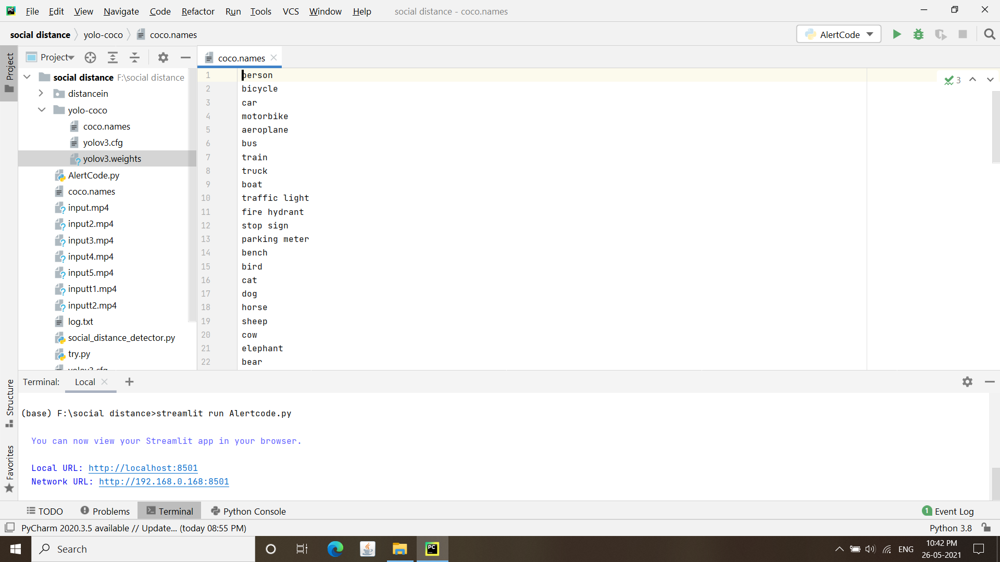 File Edit View Navigate Code Refactor Run Tools VCS Window Help social distance - coco.names
social distance yolo-coco coco.names AlertCode
Project
Project
coco.names
social distance F:\social distance
distancein
yolo-coco
coco.names
yolov3.cfg
yolov3.weights
AlertCode.py
coco.names
input.mp4
input2.mp4
input3.mp4
input4.mp4
input5.mp4
inputt1.mp4
inputt2.mp4
log.txt
social_distance_detector.py
try.py
yolov3.cfg
1 person
2 bicycle
3 car
4 motorbike
5 aeroplane
6 bus
7 train
8 truck
9 boat
10 traffic light
11 fire hydrant
12 stop sign
13 parking meter
14 bench
15 bird
16 cat
17 dog
18 horse
19 sheep
20 cow
21 elephant
22 bear
3
Structure
Favorites
Terminal: Local
(base) F:\social distance>streamlit run Alertcode.py
You can now view your Streamlit app in your browser.
Local URL: http://localhost:8501
Network URL: http://192.168.0.168:8501
TODO Problems Terminal Python Console 1 Event Log
PyCharm 2020.3.5 available // Update... (today 08:55 PM) Python 3.8
Search ENG 10:42 PM
26-05-2021